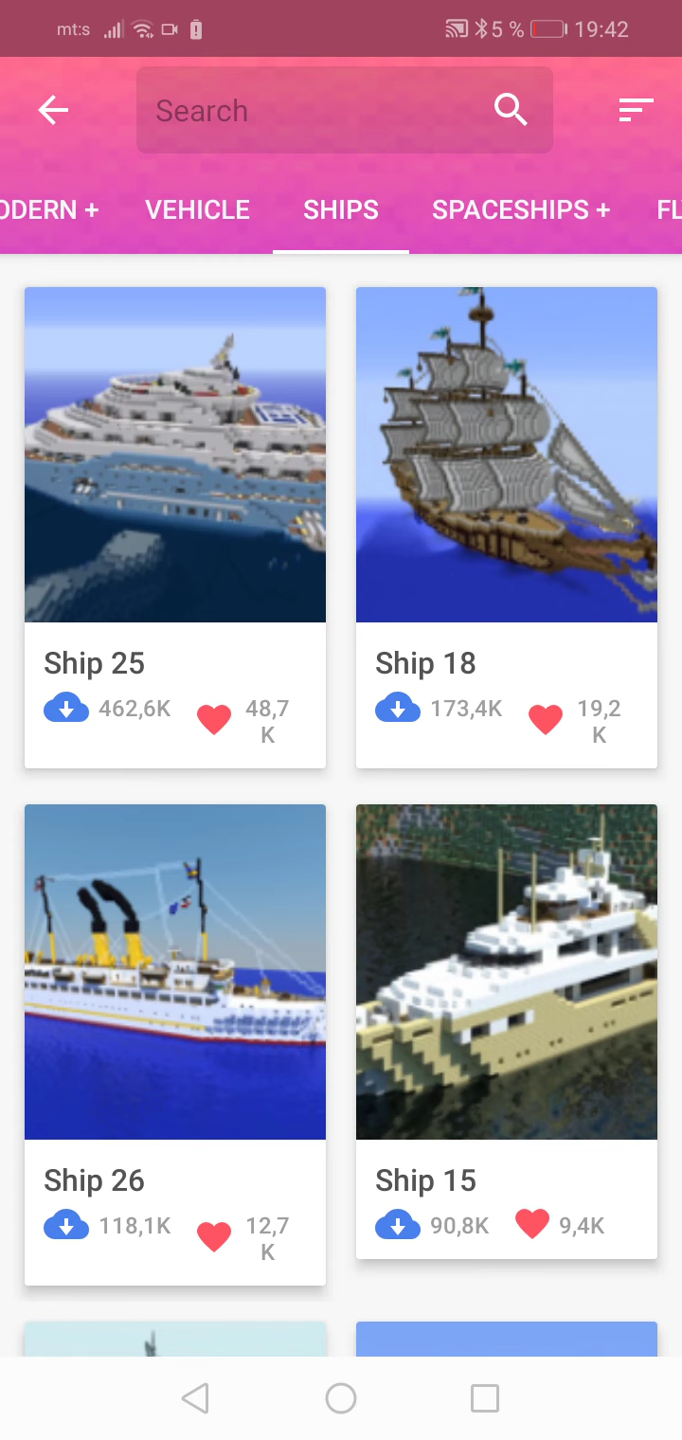 mt:s 5 % 19:42
Search
ODERN + VEHICLE SHIPS SPACESHIPS + FL
Ship 25
462,6K 48,7
K
Ship 18
173,4K 19,2
K
Ship 26
118,1K 12,7
K
Ship 15
90,8K 9,4K